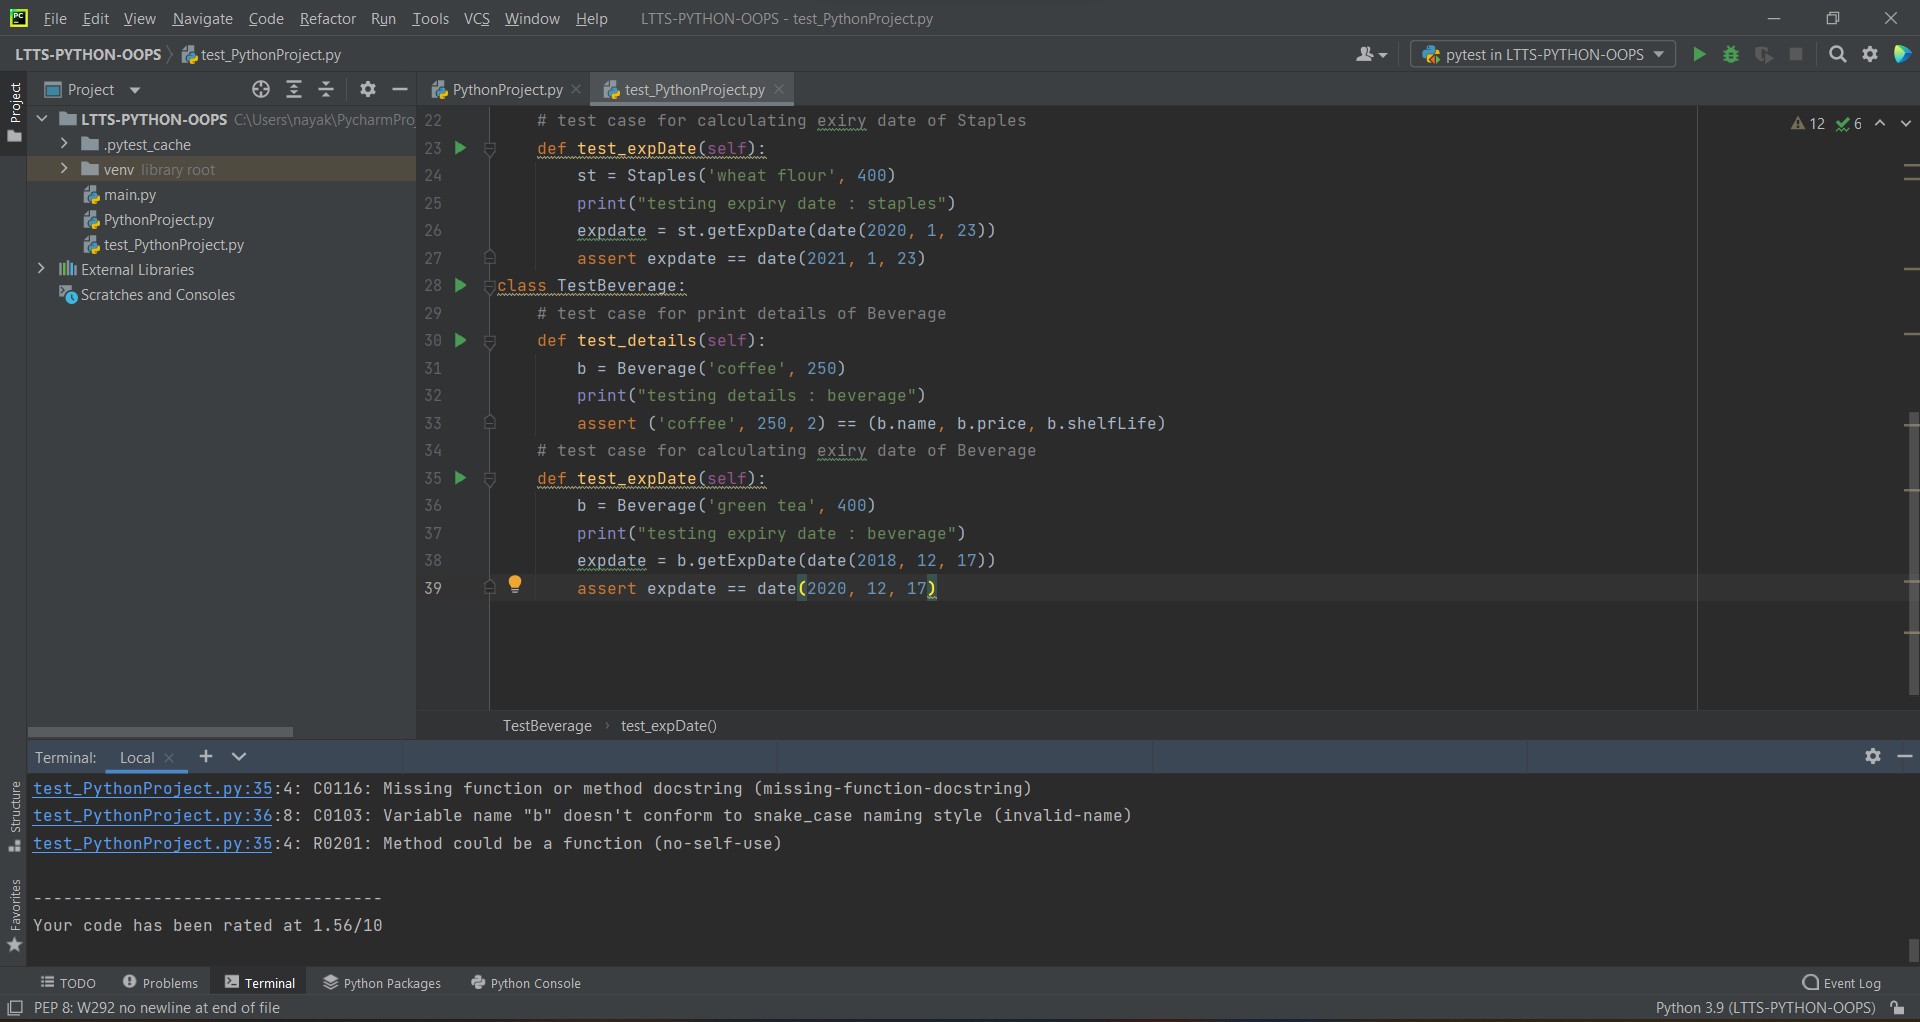 PC File Edit View Navigate Code Refactor Run Tools VCS Window Help LTTS-PYTHON-OOPS - test_PythonProject.py
LTTS-PYTHON-OOPS test_PythonProject.py pytest in LTTS-PYTHON-OOPS
Project
Project
PythonProject.py test_PythonProject.py
LTTS-PYTHON-OOPS C:\Users\nayak\PycharmPro
.pytest_cache
venv library root
main.py
PythonProject.py
test_PythonProject.py
External Libraries
Scratches and Consoles
12 6
22 # test case for calculating exiry date of Staples
23 def test_expDate(self):
24 st = Staples('wheat flour', 400)
25 print("testing expiry date : staples")
26 expdate = st.getExpDate(date(2020, 1, 23))
27 assert expdate == date(2021, 1, 23)
28 class TestBeverage:
29 # test case for print details of Beverage
30 def test_details(self):
31 b = Beverage('coffee', 250)
32 print("testing details : beverage")
33 assert ('coffee', 250, 2) == (b.name, b.price, b.shelfLife)
34 # test case for calculating exiry date of Beverage
35 def test_expDate(self):
36 b = Beverage('green tea', 400)
37 print("testing expiry date : beverage")
38 expdate = b.getExpDate(date(2018, 12, 17))
39 assert expdate == date(2020, 12, 17)
TestBeverage › test_expDate()
Terminal: Local
test_PythonProject.py:35:4: C0116: Missing function or method docstring (missing-function-docstring)
test_PythonProject.py:36:8: C0103: Variable name "b" doesn't conform to snake_case naming style (invalid-name)
test_PythonProject.py:35:4: R0201: Method could be a function (no-self-use)
-----------------------------------
Your code has been rated at 1.56/10
Structure
Favorites
TODO Problems Terminal Python Packages Python Console Event Log
PEP 8: W292 no newline at end of file Python 3.9 (LTTS-PYTHON-OOPS)